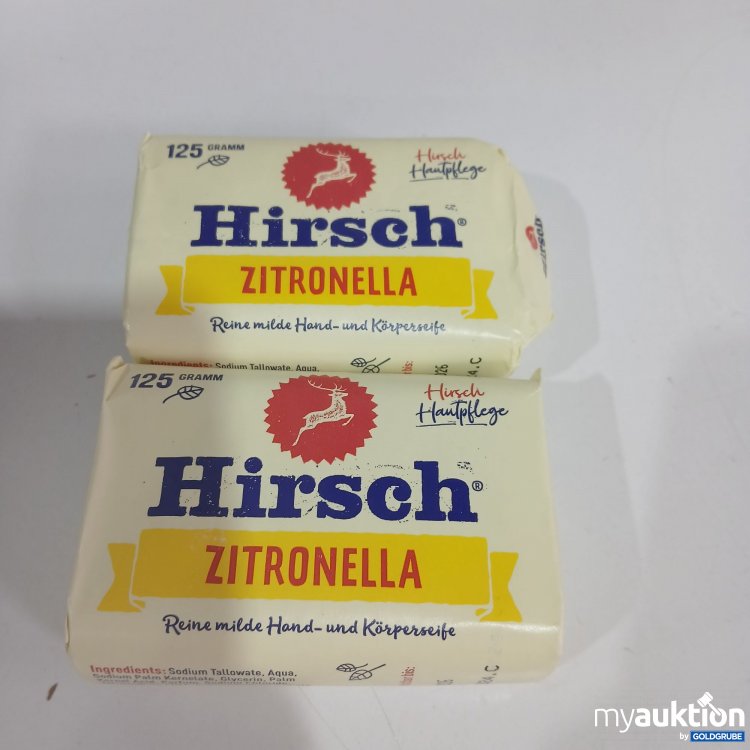 125 GRAMM
Hirsch
Hautpflege
Hirsch®
ZITRONELLA
Reine milde Hand- und Körperseife
Ingredients: Sodium Tallowate, Aqua,
125 GRAMM
Hirsch
Hautpflege
Hirsch®
ZITRONELLA
Reine milde Hand- und Körperseife
Ingredients: Sodium Tallowate, Aqua,
Sodium Palm Kernelate, Glycerin, Palm
myauktion
by GOLDGRUBE